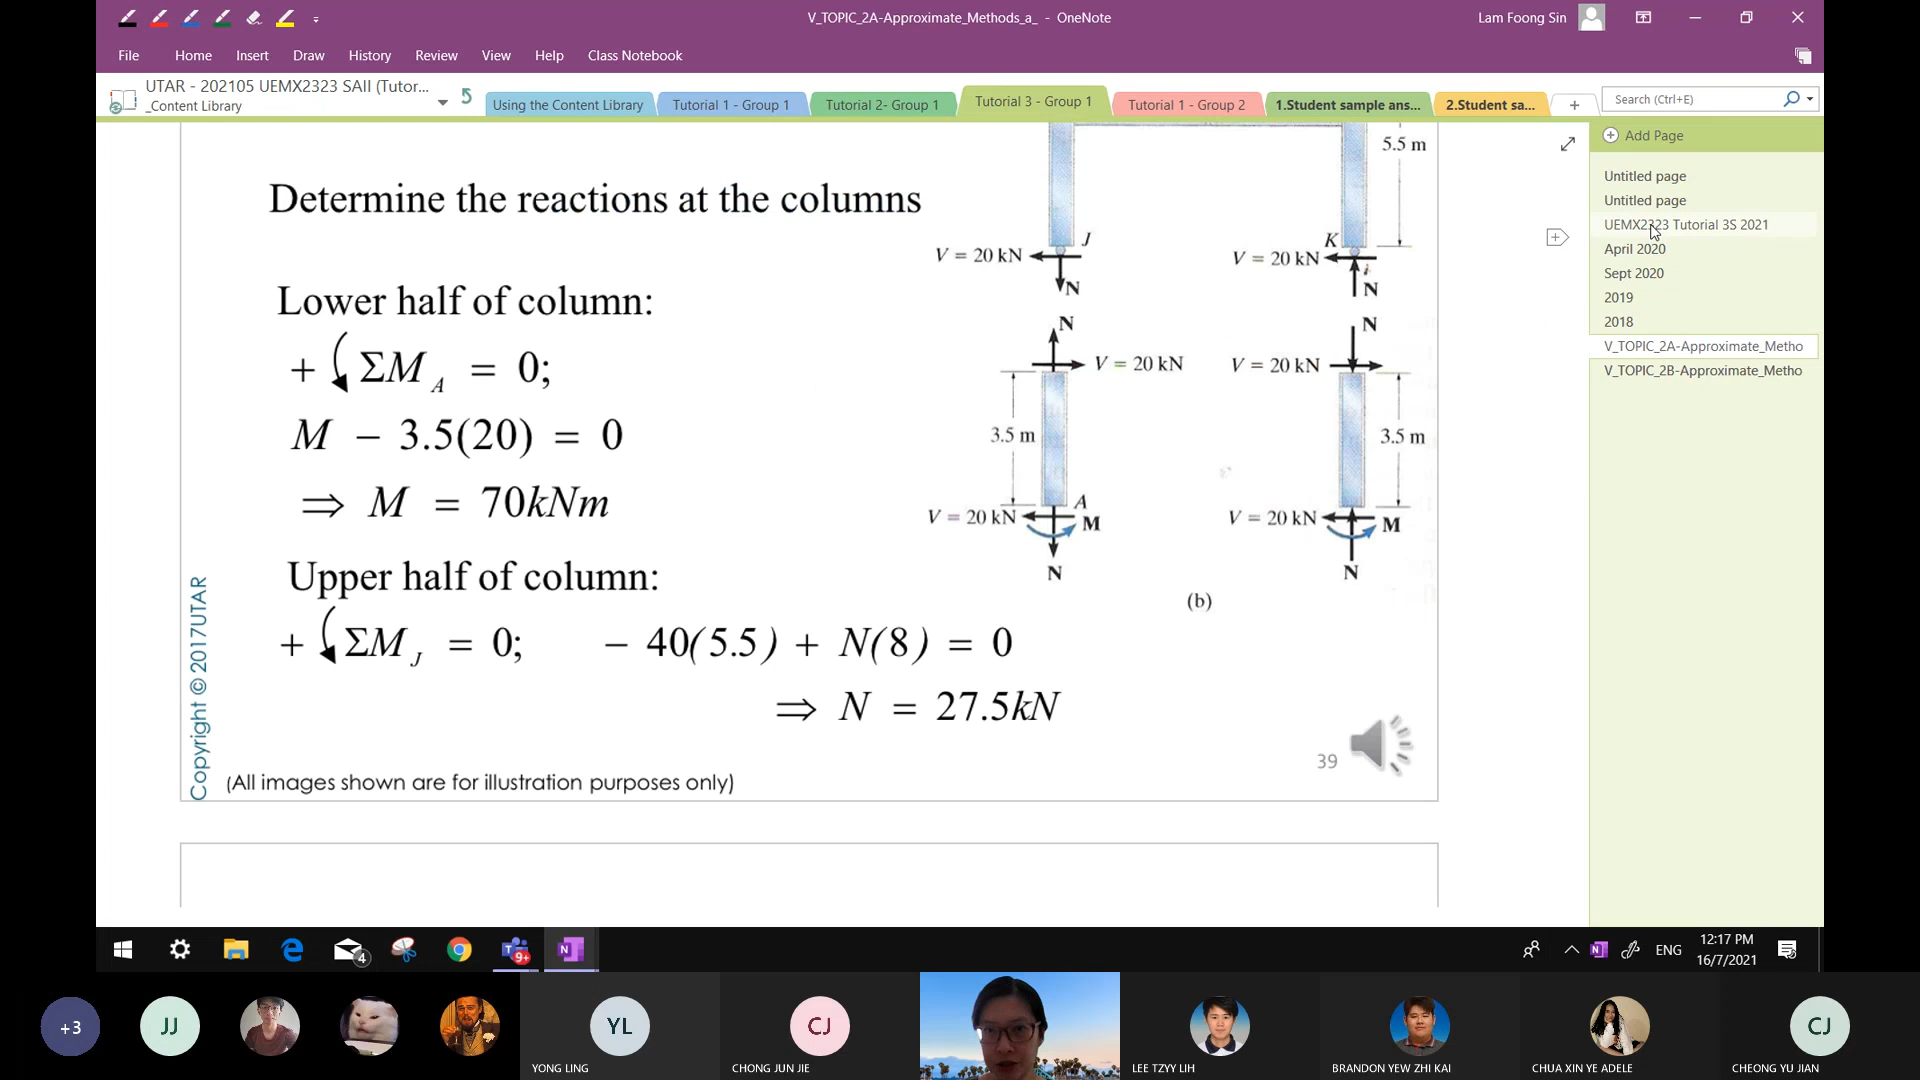 V_TOPIC_2A-Approximate_Methods_a_ - OneNote
Lam Foong Sin
File Home Insert Draw History Review View Help Class Notebook
UTAR - 202105 UEMX2323 SAII (Tutor...
_Content Library
Using the Content Library
Tutorial 1 - Group 1
Tutorial 2- Group 1
Tutorial 3 - Group 1
Tutorial 1 - Group 2
1.Student sample ans...
2.Student sa...
+
Search (Ctrl+E)
Add Page
Untitled page
Untitled page
UEMX2323 Tutorial 3S 2021
April 2020
Sept 2020
2019
2018
V_TOPIC_2A-Approximate_Metho
V_TOPIC_2B-Approximate_Metho
Determine the reactions at the columns
Lower half of column:
+ ΣM_A = 0;
M − 3.5(20) = 0
⇒ M = 70kNm
Upper half of column:
+ ΣM_J = 0; − 40(5.5) + N(8) = 0
⇒ N = 27.5kN
5.5 m
J
K
V = 20 kN
V = 20 kN
N
N
N
N
V = 20 kN
V = 20 kN
3.5 m
3.5 m
A
V = 20 kN
M
V = 20 kN
M
N
N
(b)
39
Copyright © 2017UTAR
(All images shown are for illustration purposes only)
4
9+
N
N
ENG
12:17 PM
16/7/2021
+3
JJ
YL
YONG LING
CJ
CHONG JUN JIE
LEE TZYY LIH
BRANDON YEW ZHI KAI
CHUA XIN YE ADELE
CJ
CHEONG YU JIAN